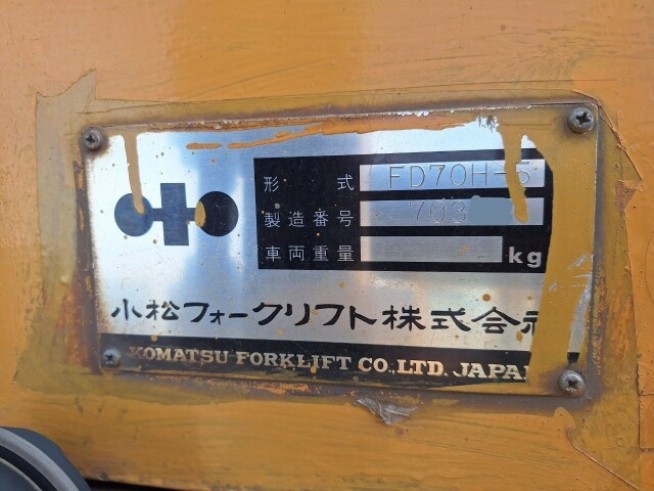 形 式 FD70H-5
製造番号 703
車両重量 kg
小松フォークリフト株式会社
KOMATSU FORKLIFT CO.,LTD. JAPAN